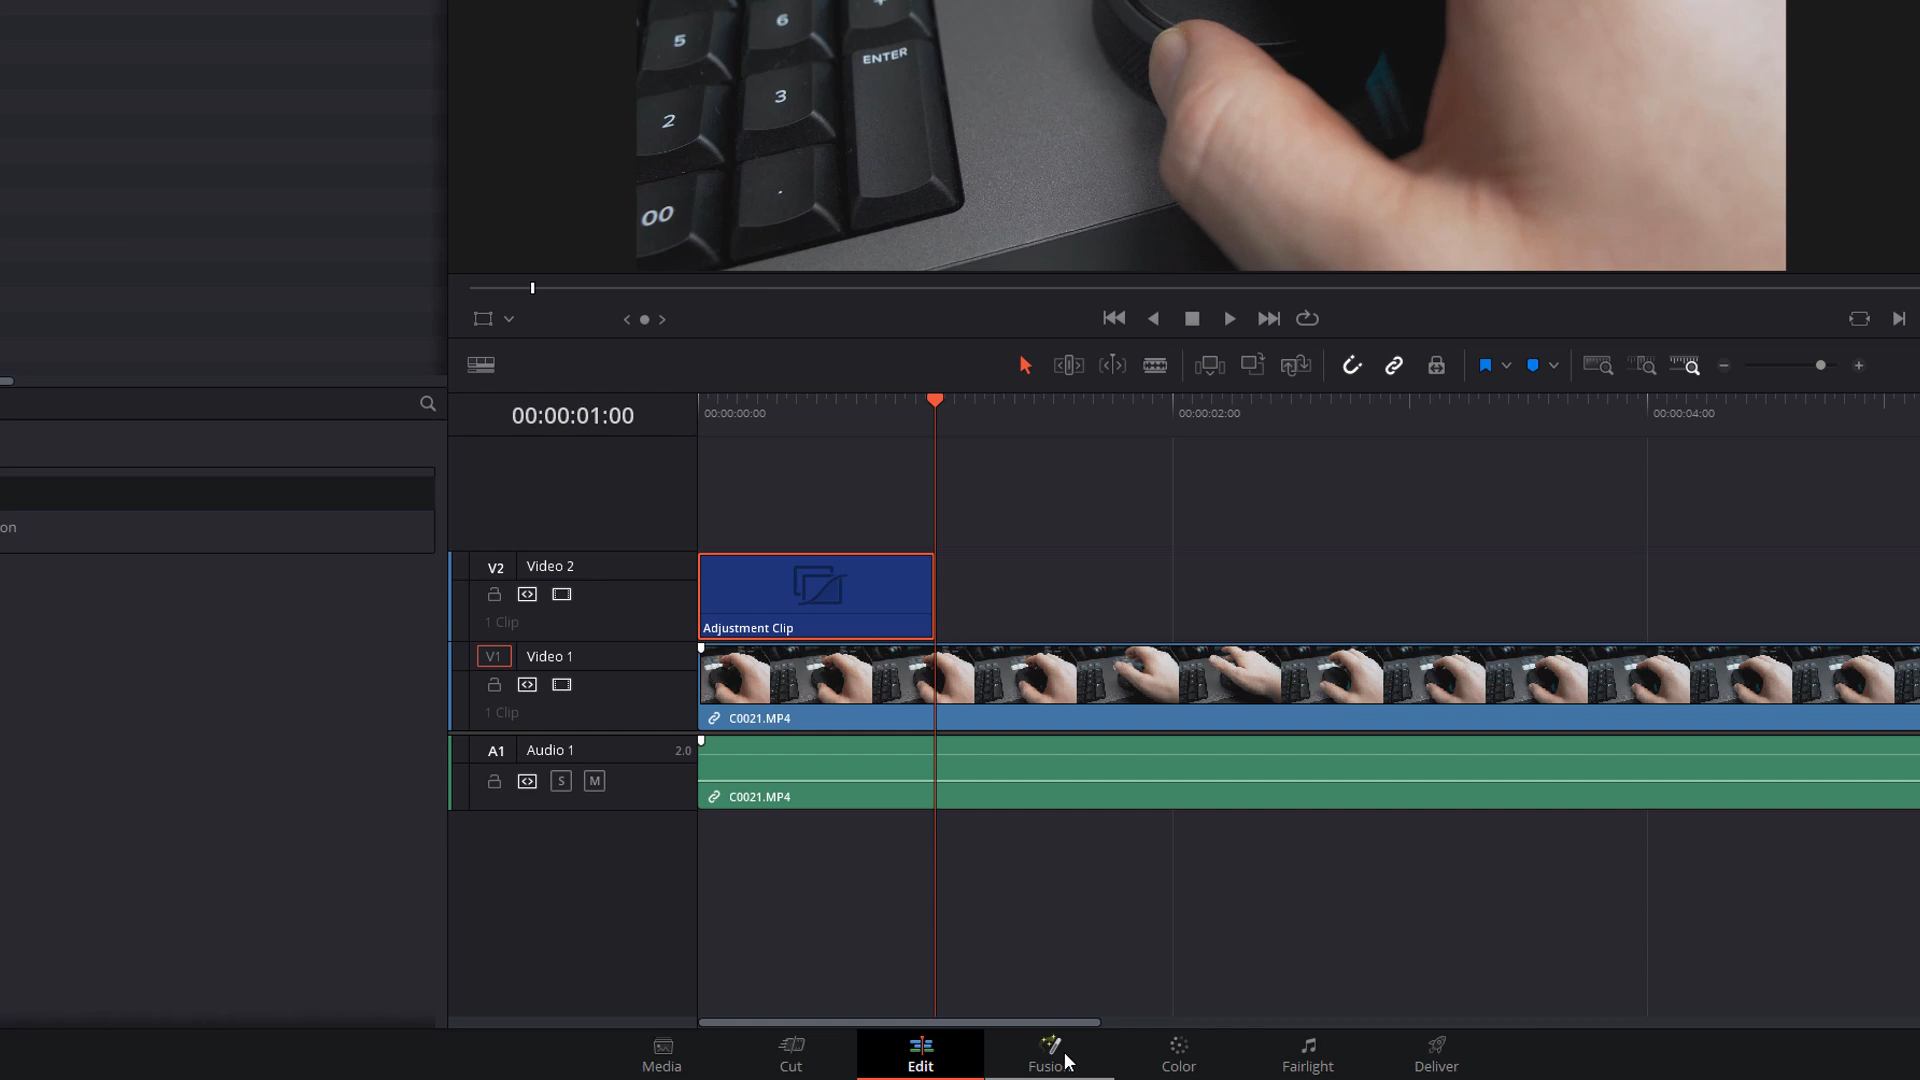 5
6
ENTER
2
3
00
.
00:00:01:00
00:00:00:00
00:00:02:00
00:00:04:00
on
V2 Video 2
1 Clip
Adjustment Clip
V1 Video 1
1 Clip
C0021.MP4
A1 Audio 1 2.0
S M
C0021.MP4
Media Cut Edit Fusion Color Fairlight Deliver